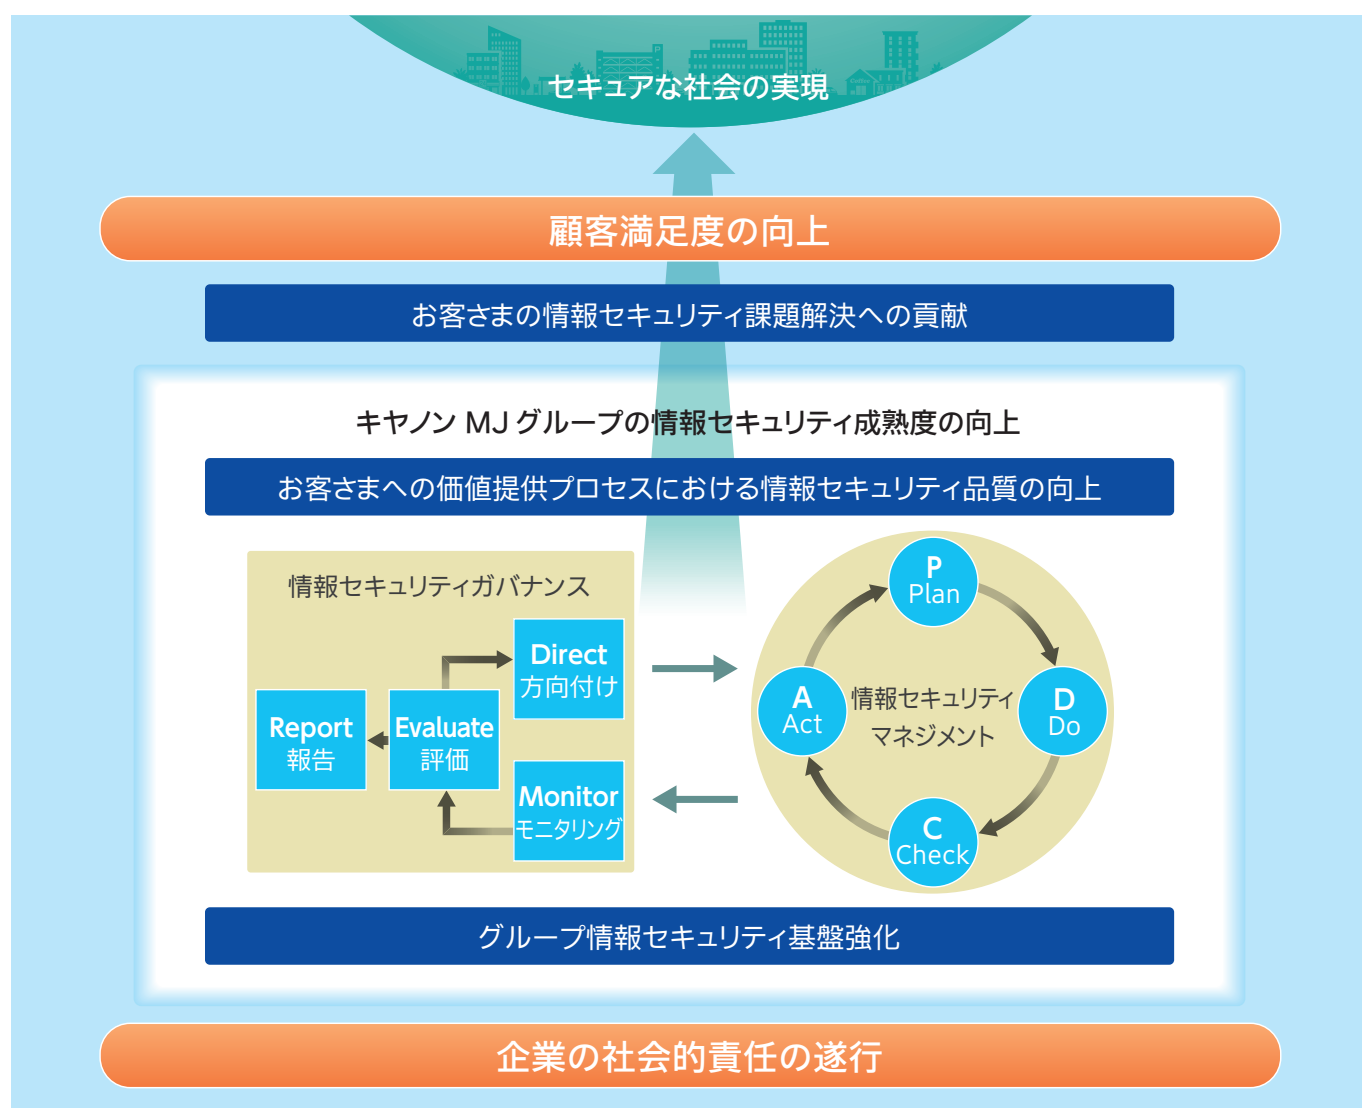 セキュアな社会の実現
顧客満足度の向上
お客さまの情報セキュリティ課題解決への貢献
キヤノン MJ グループの情報セキュリティ成熟度の向上
お客さまへの価値提供プロセスにおける情報セキュリティ品質の向上
情報セキュリティガバナンス
Direct
方向付け
Report
報告
Evaluate
評価
Monitor
モニタリング
P
Plan
A
Act
情報セキュリティ
マネジメント
D
Do
C
Check
グループ情報セキュリティ基盤強化
企業の社会的責任の遂行